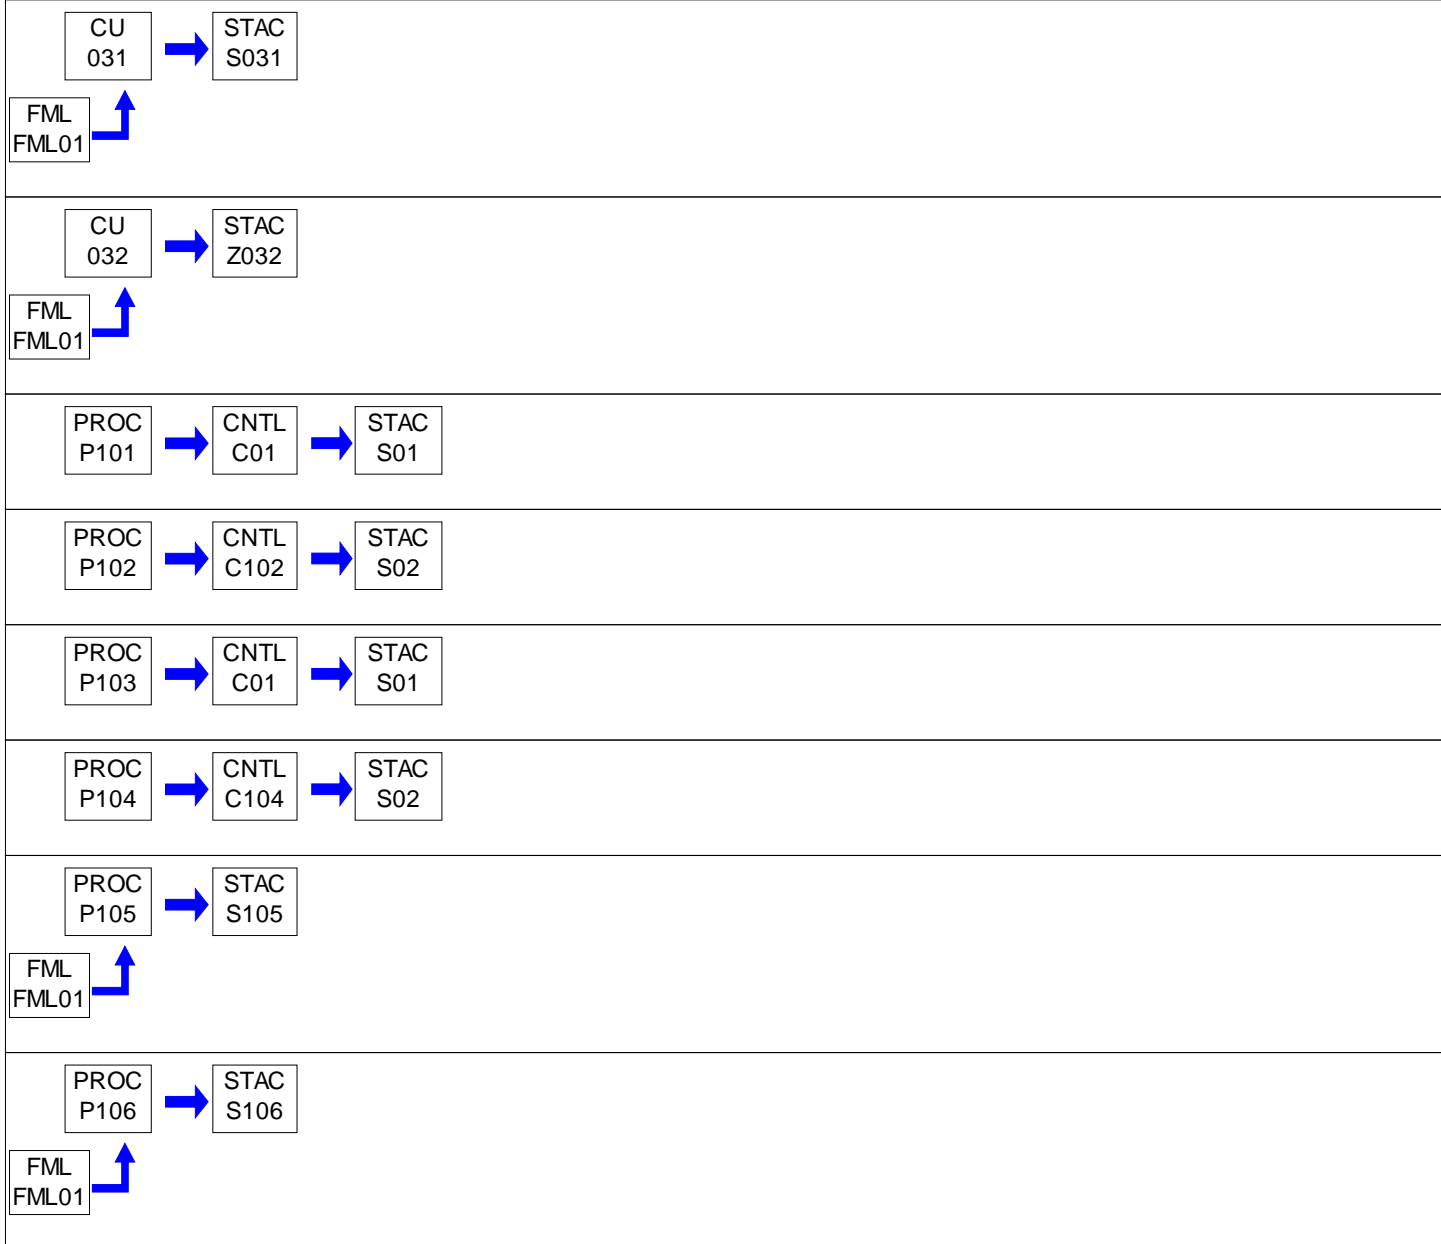 CU
031
STAC
S031
FML
FML01
CU
032
STAC
Z032
FML
FML01
PROC
P101
CNTL
C01
STAC
S01
PROC
P102
CNTL
C102
STAC
S02
PROC
P103
CNTL
C01
STAC
S01
PROC
P104
CNTL
C104
STAC
S02
PROC
P105
STAC
S105
FML
FML01
PROC
P106
STAC
S106
FML
FML01